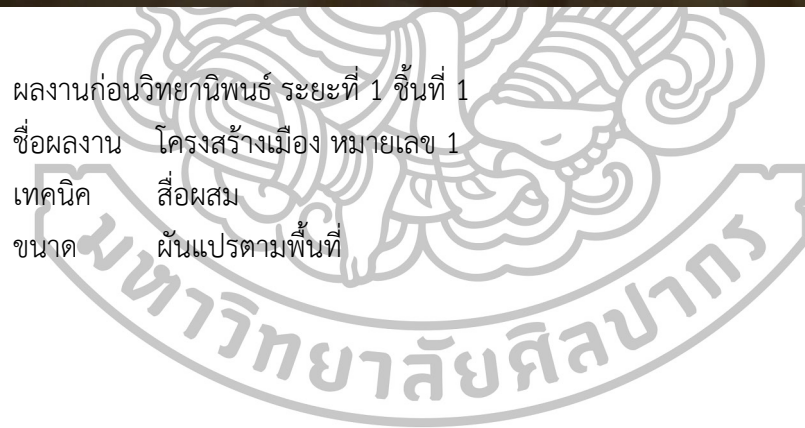 ผลงานก่อนวิทยานิพนธ์ ระยะที่ 1 ชิ้นที่ 1
ชื่อผลงาน โครงสร้างเมือง หมายเลข 1
เทคนิค สื่อผสม
ขนาด ผันแปรตามพื้นที่
มหาวิทยาลัยศิลปากร